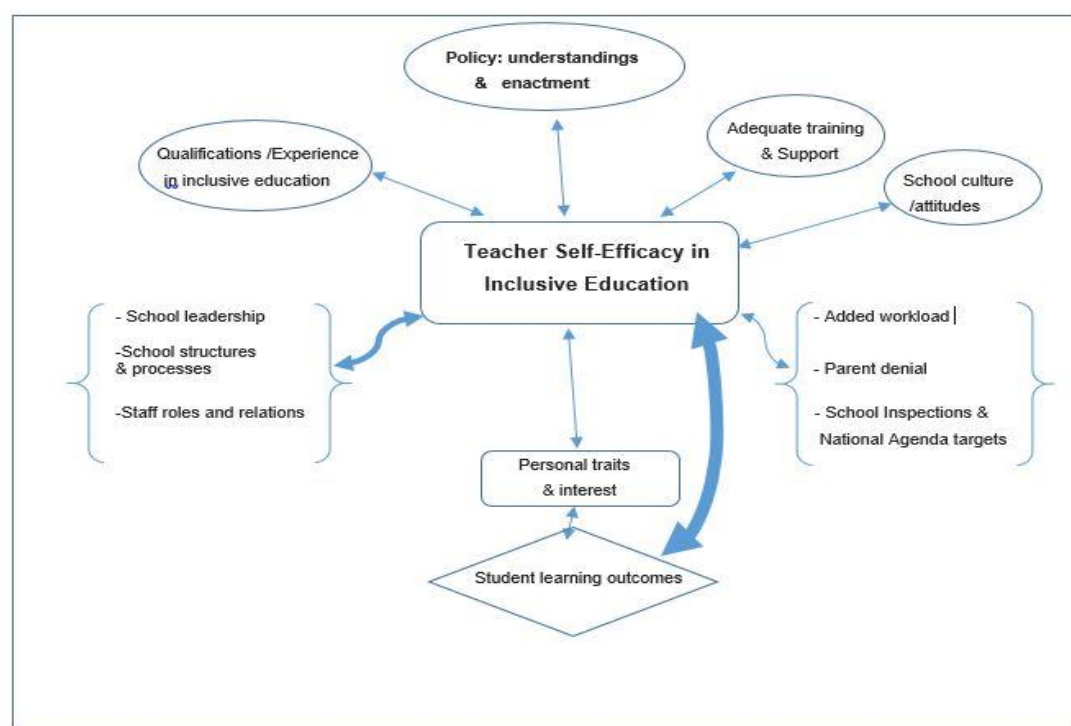 Policy: understandings
& enactment
Qualifications /Experience
in inclusive education
Adequate training
& Support
School culture
/attitudes
Teacher Self-Efficacy in
Inclusive Education
- School leadership
-School structures
& processes
-Staff roles and relations
- Added workload
- Parent denial
- School Inspections &
National Agenda targets
Personal traits
& interest
Student learning outcomes